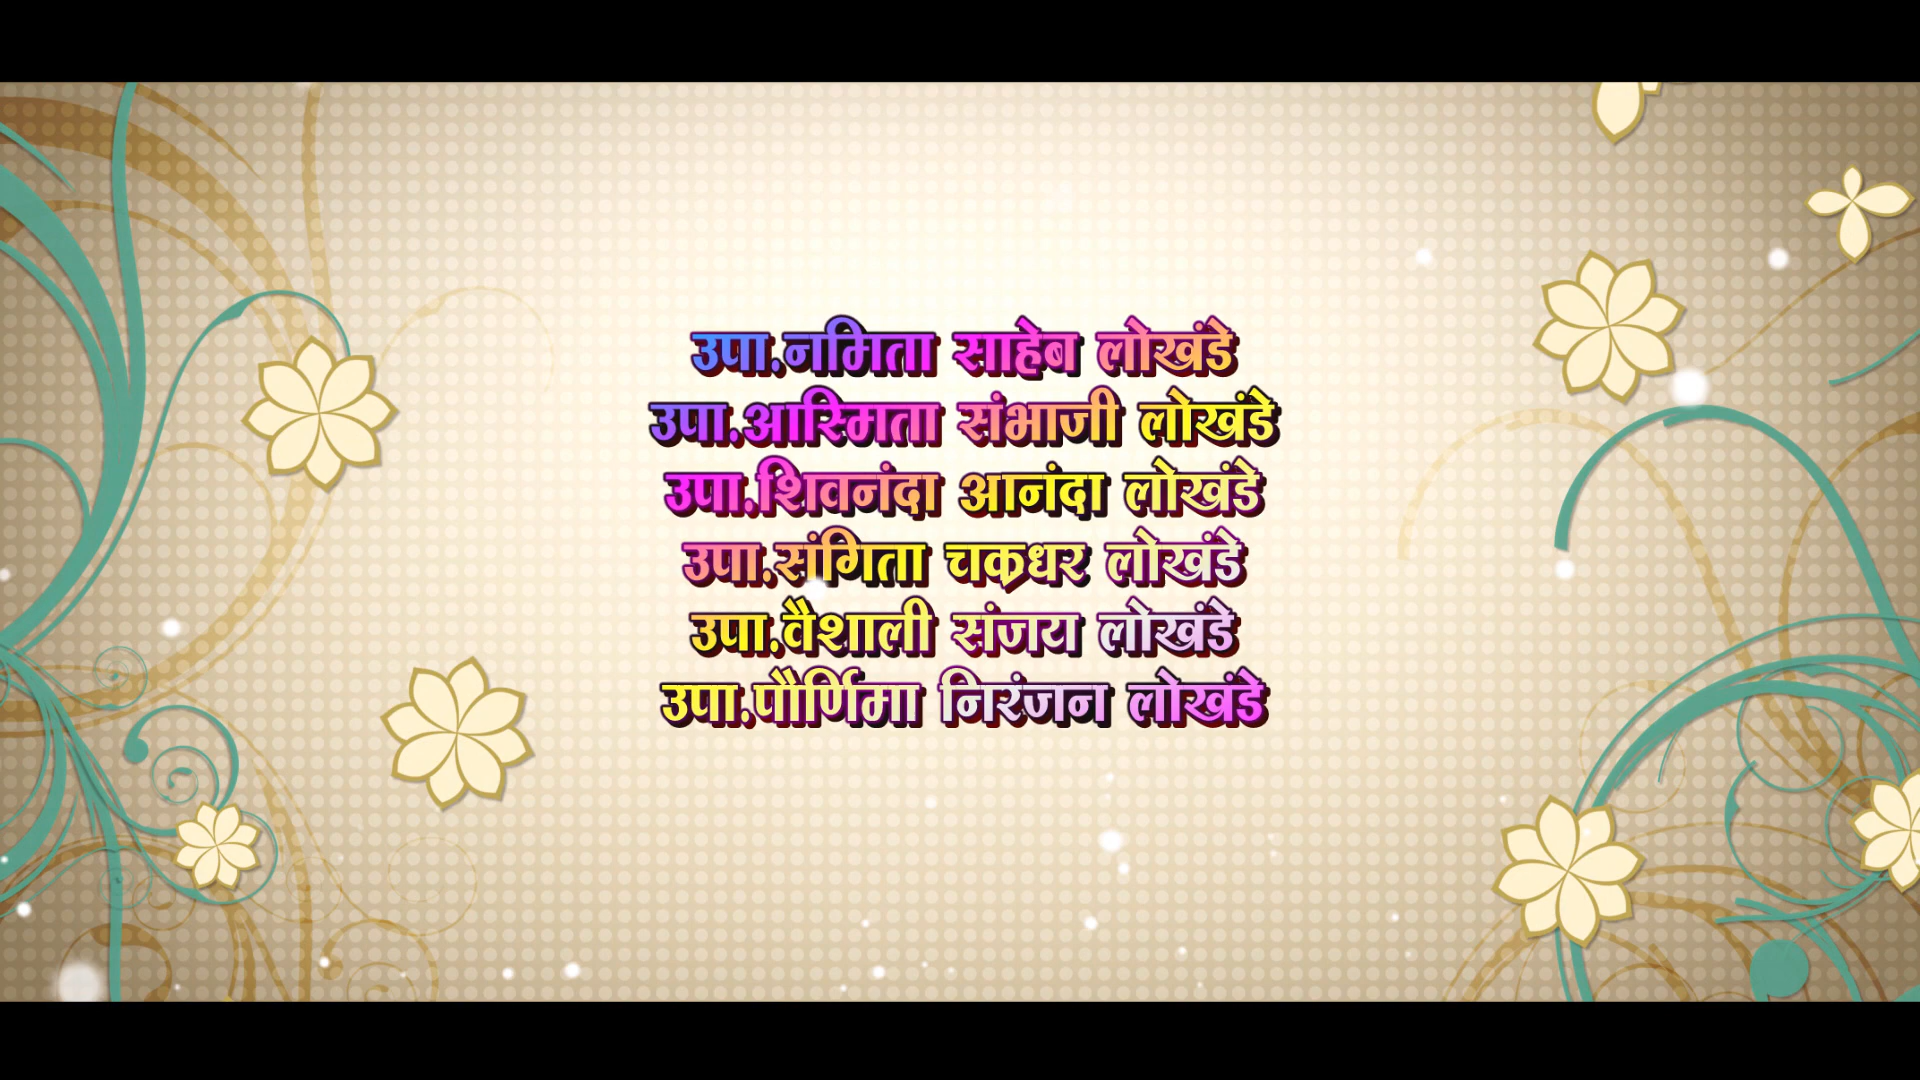 उपा.नमिता साहेब लोखंडे
उपा.आस्मिता संभाजी लोखंडे
उपा.शिवनंदा आनंदा लोखंडे
उपा.संगिता चक्रधर लोखंडे
उपा.वैशाली संजय लोखंडे
उपा.पौर्णिमा निरंजन लोखंडे